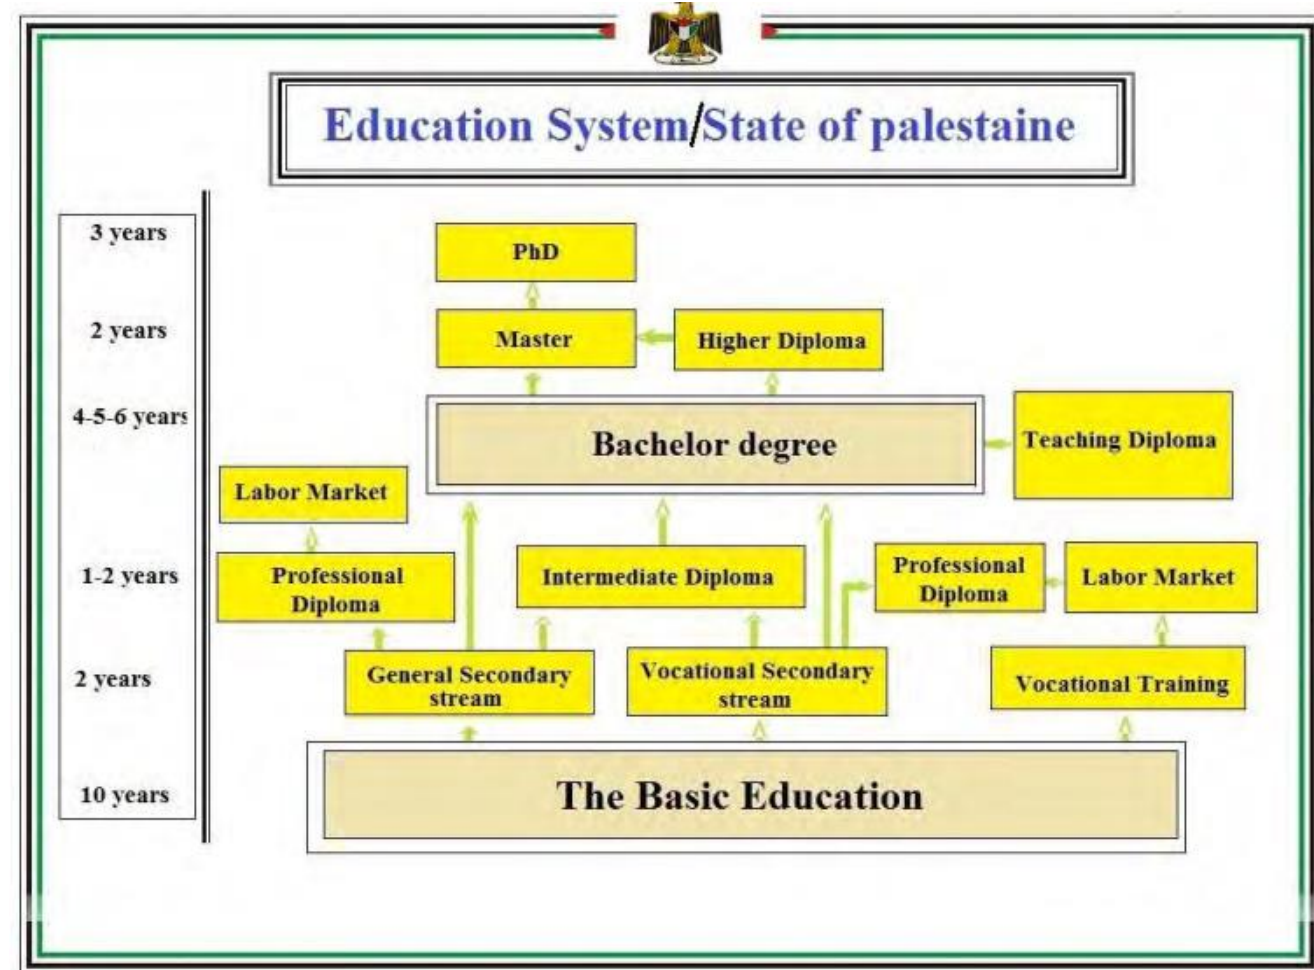 Education System/State of palestaine
3 years
PhD
2 years
Master
Higher Diploma
4-5-6 years
Bachelor degree
Teaching Diploma
Labor Market
1-2 years
Professional
Diploma
Intermediate Diploma
Professional
Diploma
Labor Market
2 years
General Secondary
stream
Vocational Secondary
stream
Vocational Training
10 years
The Basic Education